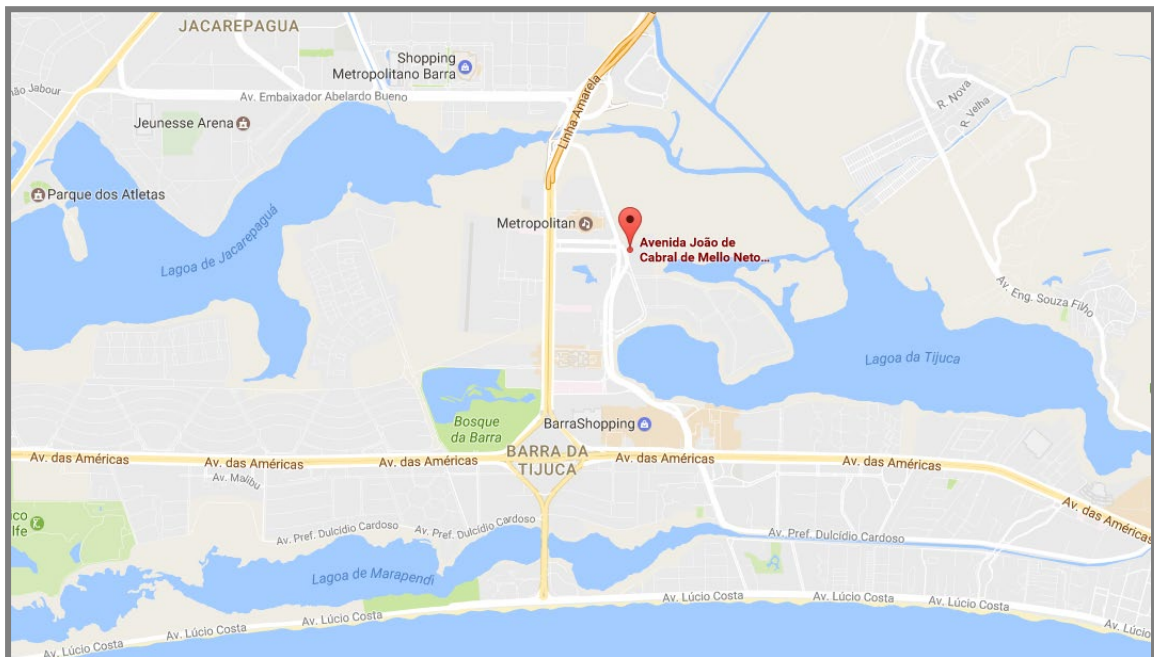 JACAREPAGUA
Shopping
Metropolitano Barra
Linha Amarela
R. Nova
R. Velha
Jabour
Av. Embaixador Abelardo Bueno
Jeunesse Arena
Parque dos Atletas
Metropolitan
Avenida João de
Cabral de Mello Neto...
Lagoa de Jacarepaguá
Av. Eng. Souza Filho
Lagoa da Tijuca
Bosque
da Barra
BarraShopping
BARRA DA
TIJUCA
Av. das Américas
Av. das Américas
Av. das Américas
Av. das Américas
Av. das Américas
Av. das Américas
Av. Malibu
Av. Pref. Dulcídio Cardoso
Av. Pref. Dulcídio Cardoso
Av. Pref. Dulcídio Cardoso
Lagoa de Marapendi
Av. Lúcio Costa
Av. Lúcio Costa
Av. Lúcio Costa
Av. Lúcio Costa
Av. Lúcio Costa
Av. Lúcio Costa
Av. Lúcio
Av. Lúcio Costa